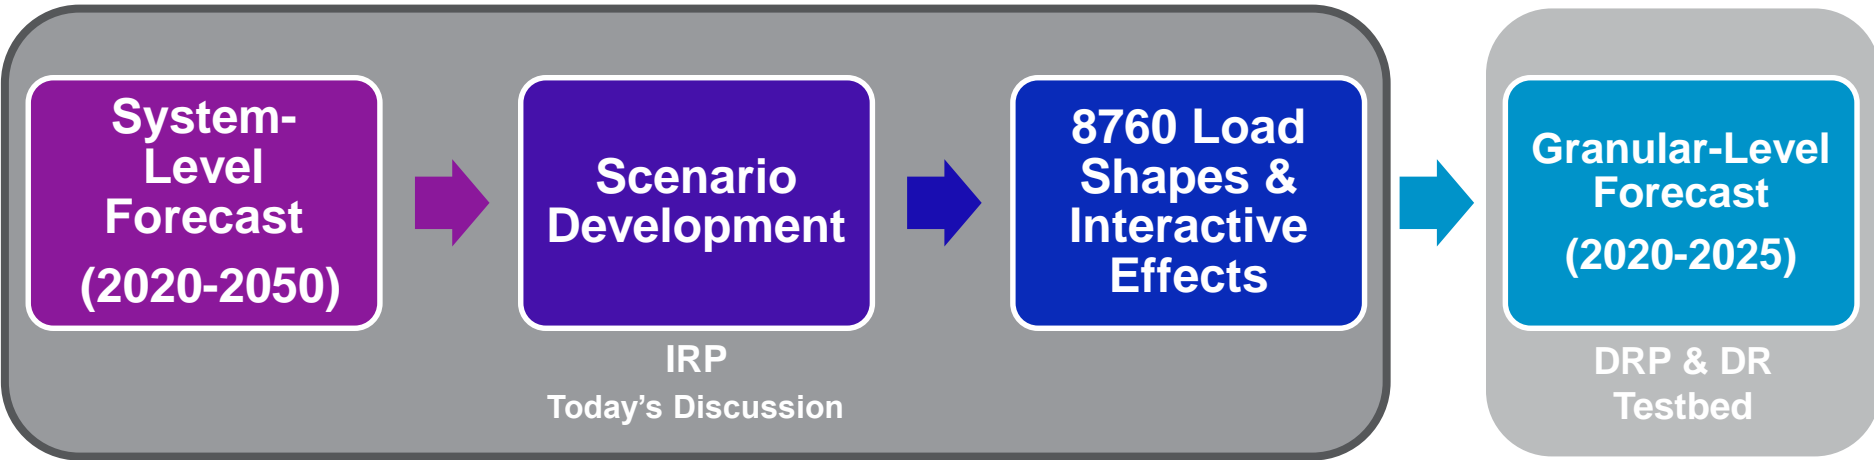 System-
Level
Forecast
(2020-2050)
Scenario
Development
8760 Load
Shapes &
Interactive
Effects
Granular-Level
Forecast
(2020-2025)
IRP
Today's Discussion
DRP & DR
Testbed